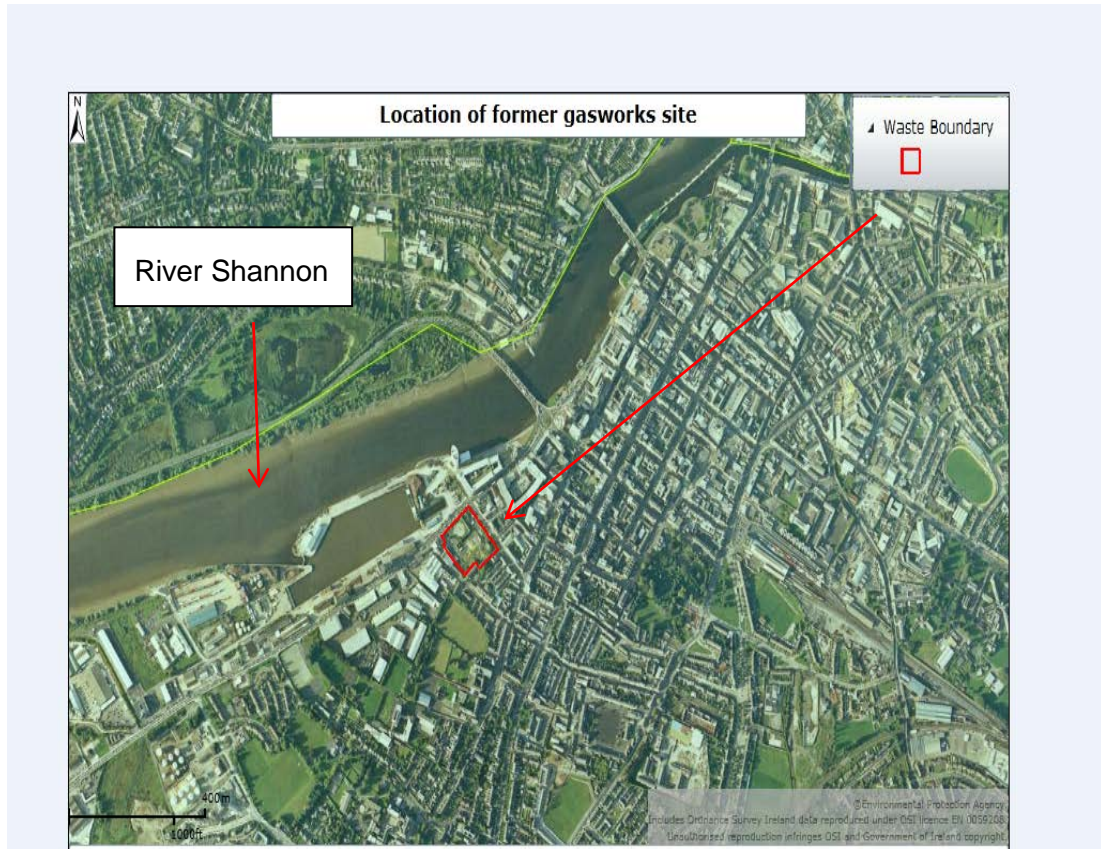 N
Location of former gasworks site
Waste Boundary
River Shannon
400m
1000ft
©Environmental Protection Agency
Includes Ordnance Survey Ireland data reproduced under OSI licence EN 0059208.
Unauthorised reproduction infringes OSI and Government of Ireland copyright.